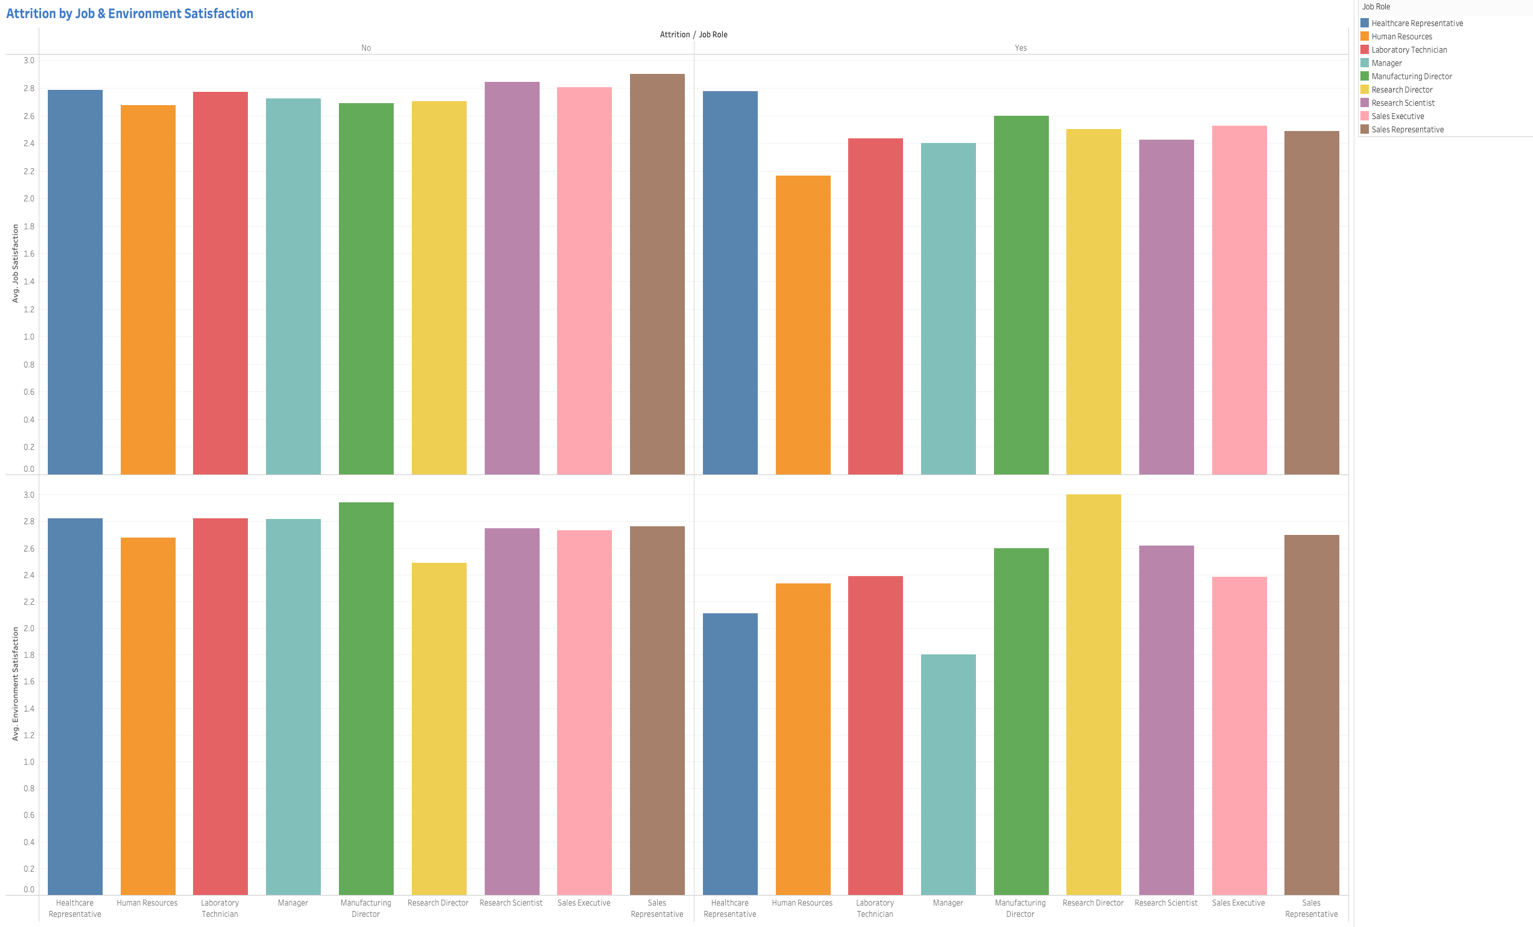 Attrition by Job & Environment Satisfaction
Attrition / Job Role
No
Yes
3.0
2.8
2.6
2.4
2.2
2.0
1.8
1.6
1.4
1.2
1.0
0.8
0.6
0.4
0.2
0.0
Avg. Job Satisfaction
3.0
2.8
2.6
2.4
2.2
2.0
1.8
1.6
1.4
1.2
1.0
0.8
0.6
0.4
0.2
0.0
Avg. Environment Satisfaction
Healthcare
Representative
Human Resources
Laboratory
Technician
Manager
Manufacturing
Director
Research Director
Research Scientist
Sales Executive
Sales
Representative
Healthcare
Representative
Human Resources
Laboratory
Technician
Manager
Manufacturing
Director
Research Director
Research Scientist
Sales Executive
Sales
Representative
Job Role
Healthcare Representative
Human Resources
Laboratory Technician
Manager
Manufacturing Director
Research Director
Research Scientist
Sales Executive
Sales Representative